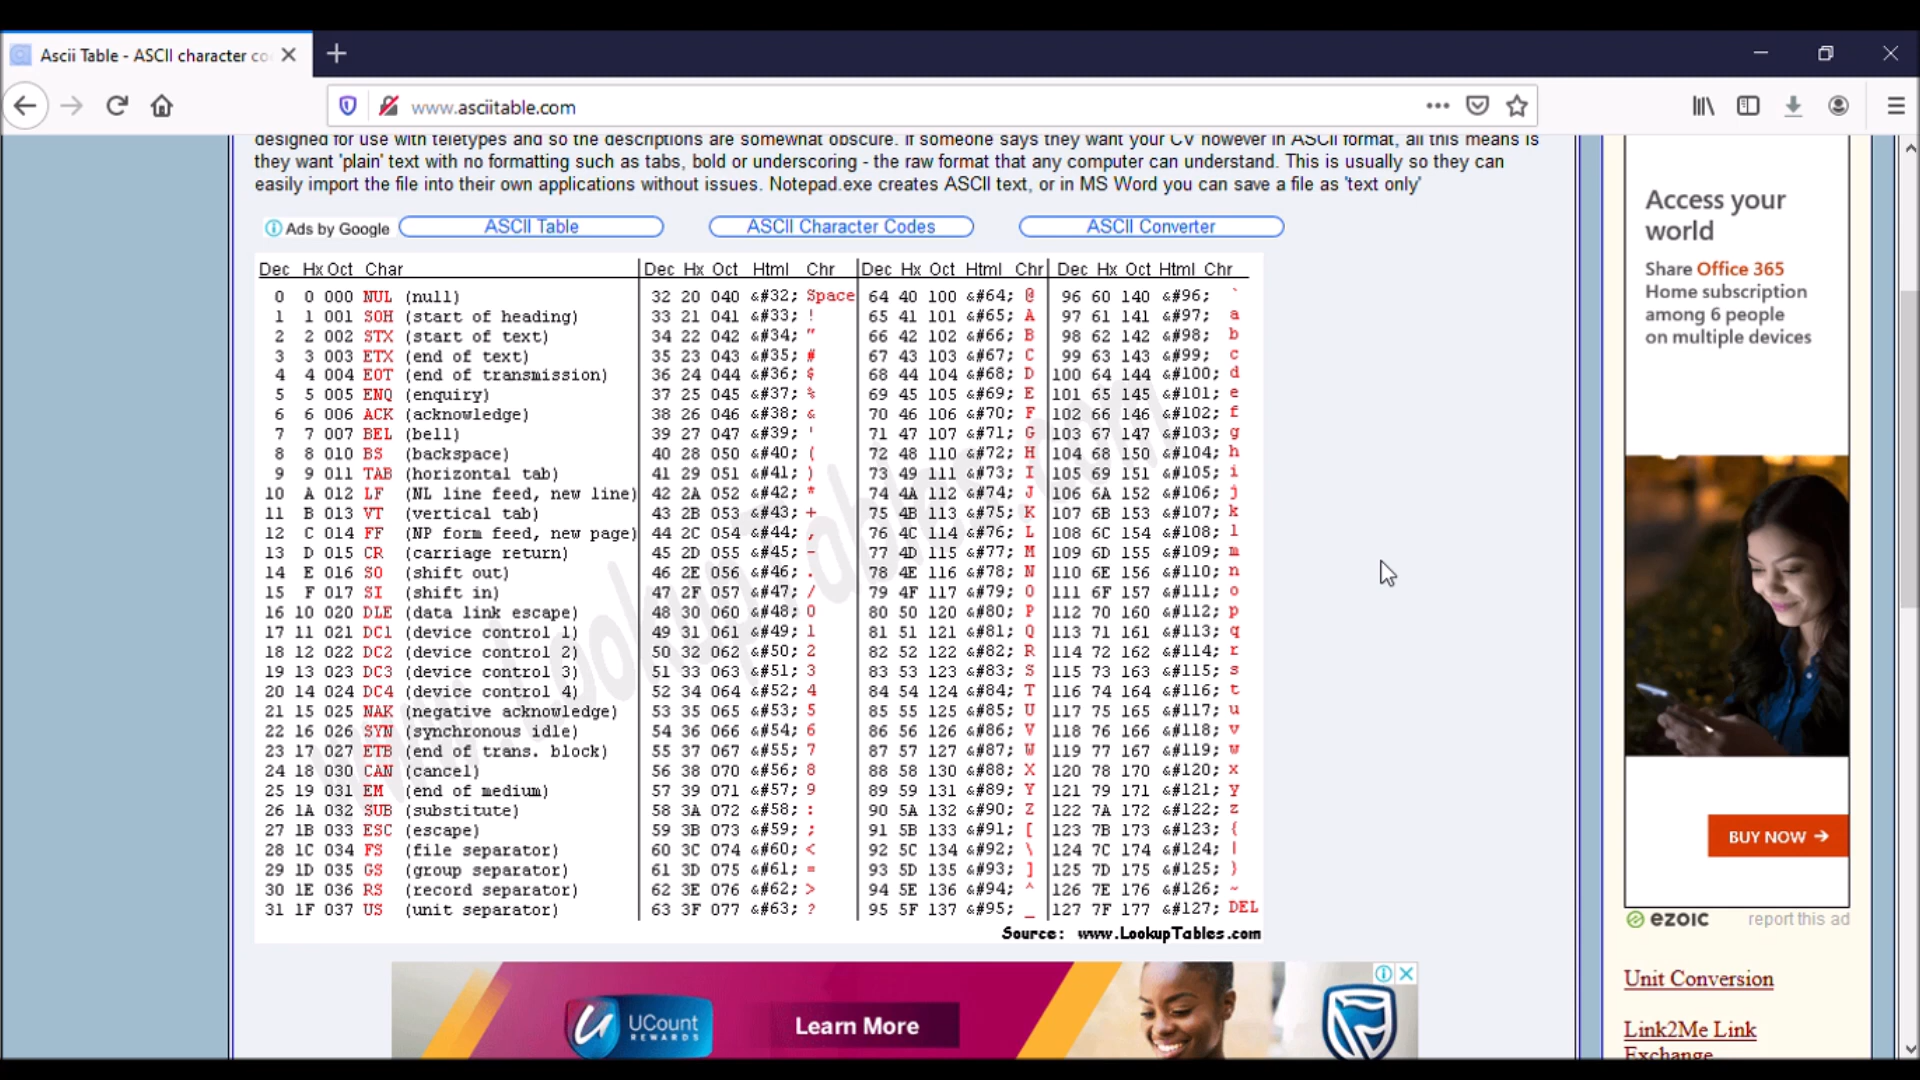 Ascii Table - ASCII character co
www.asciitable.com
designed for use with teletypes and so the descriptions are somewhat obscure. If someone says they want your CV however in ASCII format, all this means is
they want 'plain' text with no formatting such as tabs, bold or underscoring - the raw format that any computer can understand. This is usually so they can
easily import the file into their own applications without issues. Notepad.exe creates ASCII text, or in MS Word you can save a file as 'text only'
Ads by Google ASCII Table ASCII Character Codes ASCII Converter
Dec Hx Oct Char Dec Hx Oct Html Chr Dec Hx Oct Html Chr Dec Hx Oct Html Chr
0 0 000 NUL (null) 32 20 040 &#32; Space 64 40 100 &#64; @ 96 60 140 &#96; `
1 1 001 SOH (start of heading) 33 21 041 &#33; ! 65 41 101 &#65; A 97 61 141 &#97; a
2 2 002 STX (start of text) 34 22 042 &#34; " 66 42 102 &#66; B 98 62 142 &#98; b
3 3 003 ETX (end of text) 35 23 043 &#35; # 67 43 103 &#67; C 99 63 143 &#99; c
4 4 004 EOT (end of transmission) 36 24 044 &#36; $ 68 44 104 &#68; D 100 64 144 &#100; d
5 5 005 ENQ (enquiry) 37 25 045 &#37; % 69 45 105 &#69; E 101 65 145 &#101; e
6 6 006 ACK (acknowledge) 38 26 046 &#38; & 70 46 106 &#70; F 102 66 146 &#102; f
7 7 007 BEL (bell) 39 27 047 &#39; ' 71 47 107 &#71; G 103 67 147 &#103; g
8 8 010 BS (backspace) 40 28 050 &#40; ( 72 48 110 &#72; H 104 68 150 &#104; h
9 9 011 TAB (horizontal tab) 41 29 051 &#41; ) 73 49 111 &#73; I 105 69 151 &#105; i
10 A 012 LF (NL line feed, new line) 42 2A 052 &#42; * 74 4A 112 &#74; J 106 6A 152 &#106; j
11 B 013 VT (vertical tab) 43 2B 053 &#43; + 75 4B 113 &#75; K 107 6B 153 &#107; k
12 C 014 FF (NP form feed, new page) 44 2C 054 &#44; , 76 4C 114 &#76; L 108 6C 154 &#108; l
13 D 015 CR (carriage return) 45 2D 055 &#45; - 77 4D 115 &#77; M 109 6D 155 &#109; m
14 E 016 SO (shift out) 46 2E 056 &#46; . 78 4E 116 &#78; N 110 6E 156 &#110; n
15 F 017 SI (shift in) 47 2F 057 &#47; / 79 4F 117 &#79; O 111 6F 157 &#111; o
16 10 020 DLE (data link escape) 48 30 060 &#48; 0 80 50 120 &#80; P 112 70 160 &#112; p
17 11 021 DC1 (device control 1) 49 31 061 &#49; 1 81 51 121 &#81; Q 113 71 161 &#113; q
18 12 022 DC2 (device control 2) 50 32 062 &#50; 2 82 52 122 &#82; R 114 72 162 &#114; r
19 13 023 DC3 (device control 3) 51 33 063 &#51; 3 83 53 123 &#83; S 115 73 163 &#115; s
20 14 024 DC4 (device control 4) 52 34 064 &#52; 4 84 54 124 &#84; T 116 74 164 &#116; t
21 15 025 NAK (negative acknowledge) 53 35 065 &#53; 5 85 55 125 &#85; U 117 75 165 &#117; u
22 16 026 SYN (synchronous idle) 54 36 066 &#54; 6 86 56 126 &#86; V 118 76 166 &#118; v
23 17 027 ETB (end of trans. block) 55 37 067 &#55; 7 87 57 127 &#87; W 119 77 167 &#119; w
24 18 030 CAN (cancel) 56 38 070 &#56; 8 88 58 130 &#88; X 120 78 170 &#120; x
25 19 031 EM (end of medium) 57 39 071 &#57; 9 89 59 131 &#89; Y 121 79 171 &#121; y
26 1A 032 SUB (substitute) 58 3A 072 &#58; : 90 5A 132 &#90; Z 122 7A 172 &#122; z
27 1B 033 ESC (escape) 59 3B 073 &#59; ; 91 5B 133 &#91; [ 123 7B 173 &#123; {
28 1C 034 FS (file separator) 60 3C 074 &#60; < 92 5C 134 &#92; \ 124 7C 174 &#124; |
29 1D 035 GS (group separator) 61 3D 075 &#61; = 93 5D 135 &#93; ] 125 7D 175 &#125; }
30 1E 036 RS (record separator) 62 3E 076 &#62; > 94 5E 136 &#94; ^ 126 7E 176 &#126; ~
31 1F 037 US (unit separator) 63 3F 077 &#63; ? 95 5F 137 &#95; _ 127 7F 177 &#127; DEL
www.LookupTables.com
Source: www.LookupTables.com
UCount
REWARDS
Learn More
Access your
world
Share Office 365
Home subscription
among 6 people
on multiple devices
BUY NOW →
ezoic report this ad
Unit Conversion
Link2Me Link
Exchange